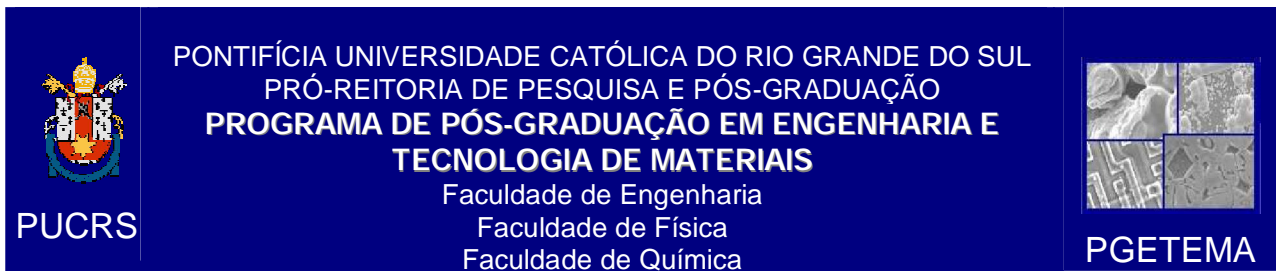 PONTIFÍCIA UNIVERSIDADE CATÓLICA DO RIO GRANDE DO SUL
PRÓ-REITORIA DE PESQUISA E PÓS-GRADUAÇÃO
PROGRAMA DE PÓS-GRADUAÇÃO EM ENGENHARIA E
TECNOLOGIA DE MATERIAIS
Faculdade de Engenharia
Faculdade de Física
Faculdade de Química
PUCRS
PGETEMA